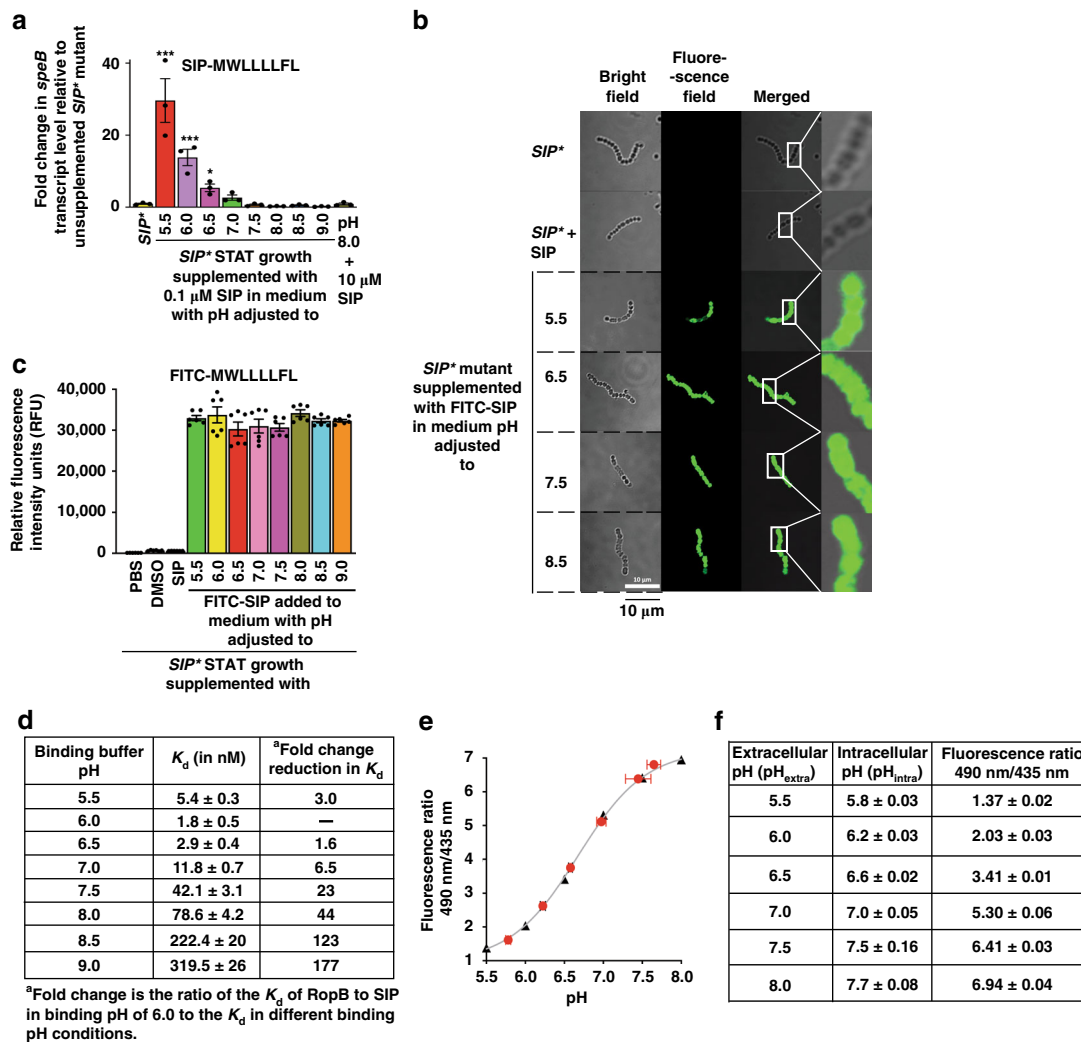 a
Fold change in speB
transcript level relative to
unsupplemented SIP* mutant
40
20
0
SIP-MWLLLLFL
***
***
*
SIP*
5.5
6.0
6.5
7.0
7.5
8.0
8.5
9.0
pH
8.0
+
10 μM
SIP
SIP* STAT growth
supplemented with
0.1 μM SIP in medium
with pH adjusted to
b
Bright
field
Fluore-
-scence
field
Merged
SIP*
SIP* +
SIP
SIP* mutant
supplemented
with FITC-SIP
in medium pH
adjusted
to
5.5
6.5
7.5
8.5
10 μm
10 μm
c
Relative fluorescence
intensity units (RFU)
40,000
30,000
20,000
10,000
0
FITC-MWLLLLFL
PBS
DMSO
SIP
5.5
6.0
6.5
7.0
7.5
8.0
8.5
9.0
FITC-SIP added to
medium with pH
adjusted to
SIP* STAT growth
supplemented with
d
Binding buffer pH | Kd (in nM) | aFold change reduction in Kd
5.5 | 5.4 ± 0.3 | 3.0
6.0 | 1.8 ± 0.5 | —
6.5 | 2.9 ± 0.4 | 1.6
7.0 | 11.8 ± 0.7 | 6.5
7.5 | 42.1 ± 3.1 | 23
8.0 | 78.6 ± 4.2 | 44
8.5 | 222.4 ± 20 | 123
9.0 | 319.5 ± 26 | 177
aFold change is the ratio of the Kd of RopB to SIP
in binding pH of 6.0 to the Kd in different binding
pH conditions.
e
Fluorescence ratio
490 nm/435 nm
7
6
5
4
3
2
1
5.5 6.0 6.5 7.0 7.5 8.0
pH
f
Extracellular pH (pHextra) | Intracellular pH (pHintra) | Fluorescence ratio 490 nm/435 nm
5.5 | 5.8 ± 0.03 | 1.37 ± 0.02
6.0 | 6.2 ± 0.03 | 2.03 ± 0.03
6.5 | 6.6 ± 0.02 | 3.41 ± 0.01
7.0 | 7.0 ± 0.05 | 5.30 ± 0.06
7.5 | 7.5 ± 0.16 | 6.41 ± 0.03
8.0 | 7.7 ± 0.08 | 6.94 ± 0.04